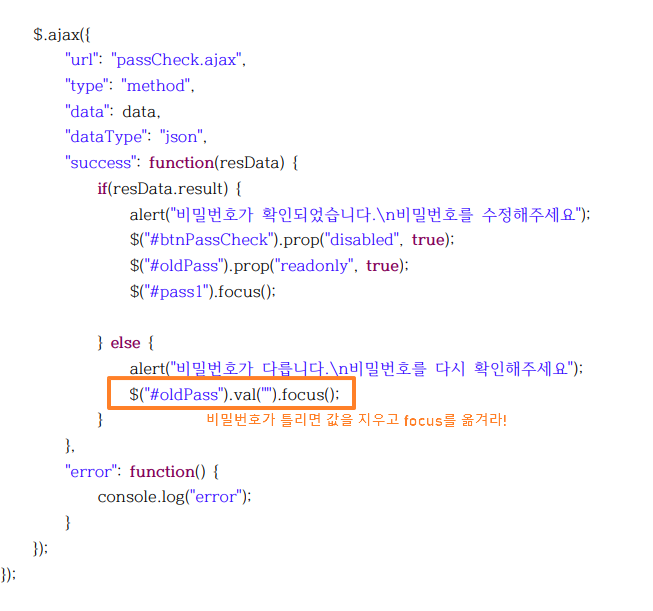 $.ajax({
"url": "passCheck.ajax",
"type": "method",
"data": data,
"dataType": "json",
"success": function(resData) {
if(resData.result) {
alert("비밀번호가 확인되었습니다.\n비밀번호를 수정해주세요");
$("#btnPassCheck").prop("disabled", true);
$("#oldPass").prop("readonly", true);
$("#pass1").focus();
} else {
alert("비밀번호가 다릅니다.\n비밀번호를 다시 확인해주세요");
$("#oldPass").val("").focus();
} 비밀번호가 틀리면 값을 지우고 focus를 옮겨라!
},
"error": function() {
console.log("error");
}
});
});